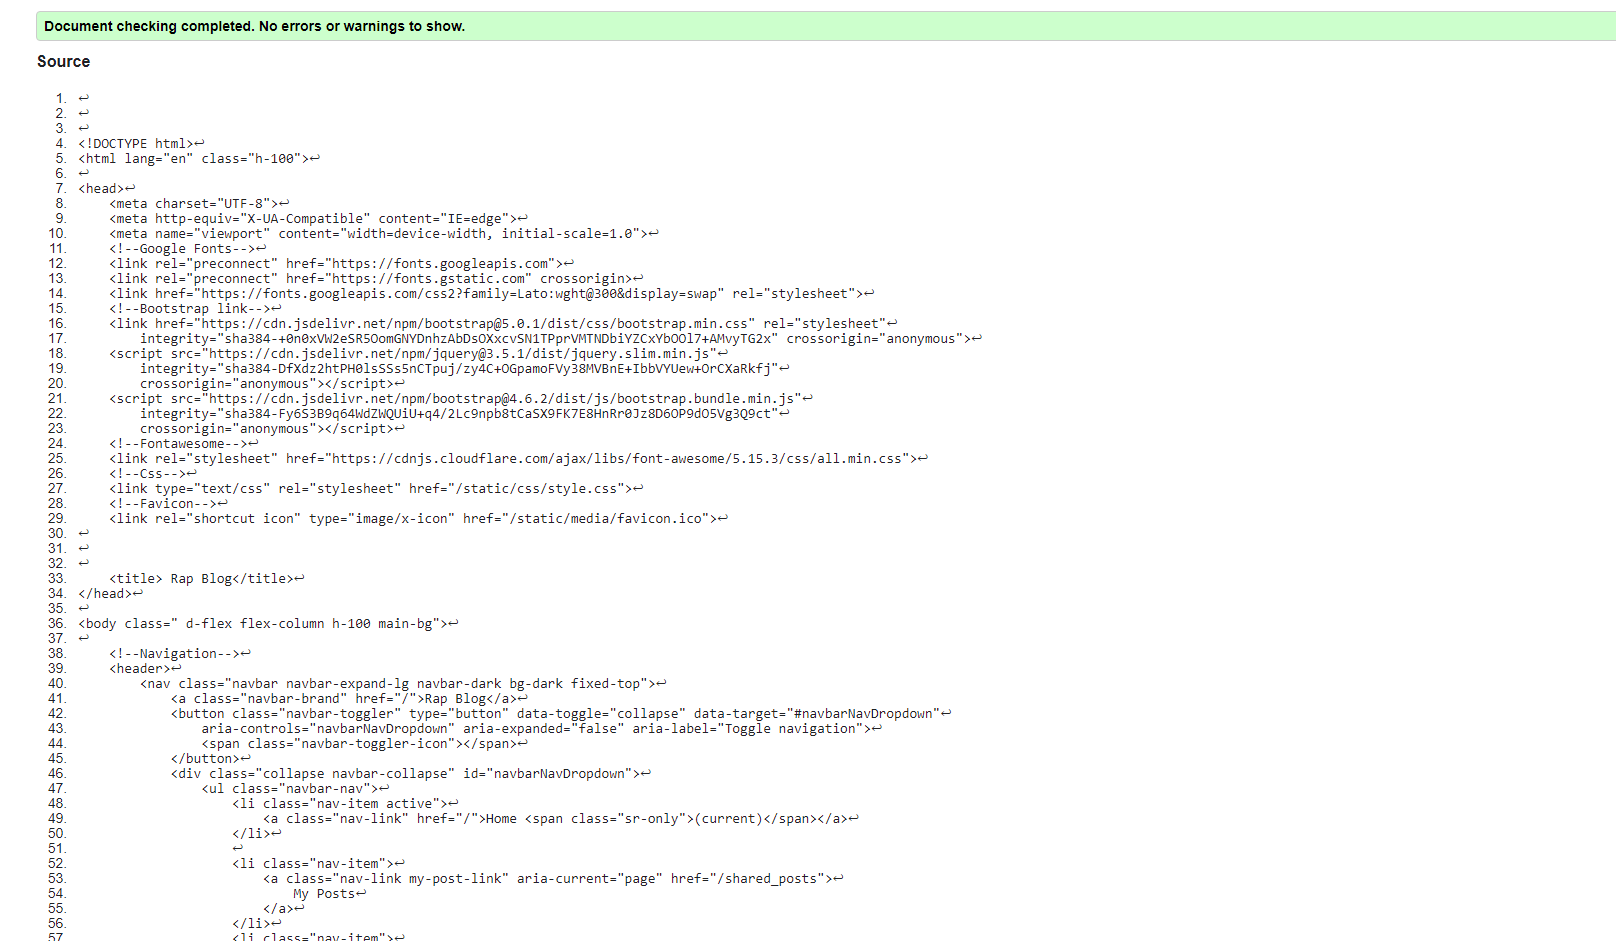 Document checking completed. No errors or warnings to show.
Source
1. ↩
2. ↩
3. ↩
4. <!DOCTYPE html>↩
5. <html lang="en" class="h-100">↩
6. ↩
7. <head>↩
8.     <meta charset="UTF-8">↩
9.     <meta http-equiv="X-UA-Compatible" content="IE=edge">↩
10.     <meta name="viewport" content="width=device-width, initial-scale=1.0">↩
11.     <!--Google Fonts-->↩
12.     <link rel="preconnect" href="https://fonts.googleapis.com">↩
13.     <link rel="preconnect" href="https://fonts.gstatic.com" crossorigin>↩
14.     <link href="https://fonts.googleapis.com/css2?family=Lato:wght@300&display=swap" rel="stylesheet">↩
15.     <!--Bootstrap link-->↩
16.     <link href="https://cdn.jsdelivr.net/npm/bootstrap@5.0.1/dist/css/bootstrap.min.css" rel="stylesheet"↩
17.         integrity="sha384-+0n0xVW2eSR5OomGNYDnhzAbDsOXxcvSN1TPprVMTNDbiYZCxYbOOl7+AMvyTG2x" crossorigin="anonymous">↩
18.     <script src="https://cdn.jsdelivr.net/npm/jquery@3.5.1/dist/jquery.slim.min.js"↩
19.         integrity="sha384-DfXdz2htPH0lsSSs5nCTpuj/zy4C+OGpamoFVy38MVBnE+IbbVYUew+OrCXaRkfj"↩
20.         crossorigin="anonymous"></script>↩
21.     <script src="https://cdn.jsdelivr.net/npm/bootstrap@4.6.2/dist/js/bootstrap.bundle.min.js"↩
22.         integrity="sha384-Fy6S3B9q64WdZWQUiU+q4/2Lc9npb8tCaSX9FK7E8HnRr0Jz8D6OP9dO5Vg3Q9ct"↩
23.         crossorigin="anonymous"></script>↩
24.     <!--Fontawesome-->↩
25.     <link rel="stylesheet" href="https://cdnjs.cloudflare.com/ajax/libs/font-awesome/5.15.3/css/all.min.css">↩
26.     <!--Css-->↩
27.     <link type="text/css" rel="stylesheet" href="/static/css/style.css">↩
28.     <!--Favicon-->↩
29.     <link rel="shortcut icon" type="image/x-icon" href="/static/media/favicon.ico">↩
30. ↩
31. ↩
32. ↩
33.     <title> Rap Blog</title>↩
34. </head>↩
35. ↩
36. <body class=" d-flex flex-column h-100 main-bg">↩
37. ↩
38.     <!--Navigation-->↩
39.     <header>↩
40.         <nav class="navbar navbar-expand-lg navbar-dark bg-dark fixed-top">↩
41.             <a class="navbar-brand" href="/">Rap Blog</a>↩
42.             <button class="navbar-toggler" type="button" data-toggle="collapse" data-target="#navbarNavDropdown"↩
43.                 aria-controls="navbarNavDropdown" aria-expanded="false" aria-label="Toggle navigation">↩
44.                 <span class="navbar-toggler-icon"></span>↩
45.             </button>↩
46.             <div class="collapse navbar-collapse" id="navbarNavDropdown">↩
47.                 <ul class="navbar-nav">↩
48.                     <li class="nav-item active">↩
49.                         <a class="nav-link" href="/">Home <span class="sr-only">(current)</span></a>↩
50.                     </li>↩
51.                     ↩
52.                     <li class="nav-item">↩
53.                         <a class="nav-link my-post-link" aria-current="page" href="/shared_posts">↩
54.                             My Posts↩
55.                         </a>↩
56.                     </li>↩
57.                     <li class="nav-item">↩